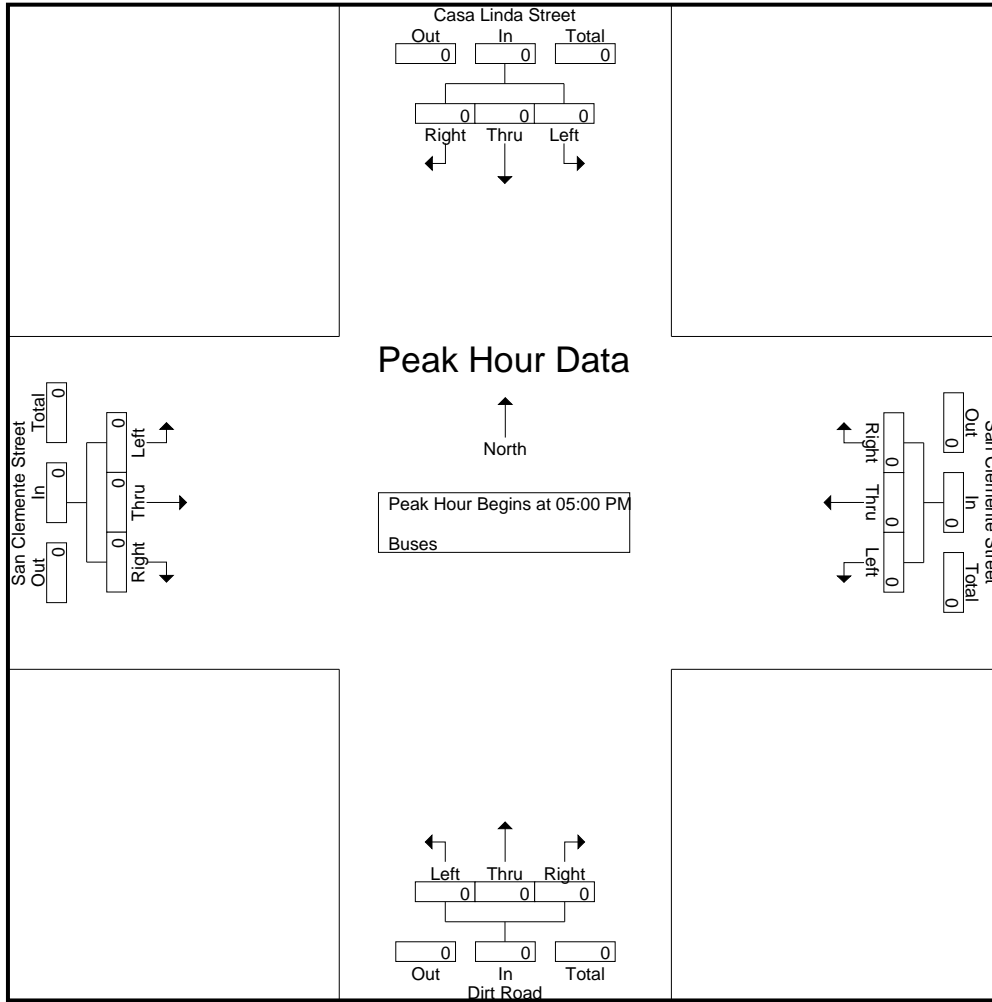 Casa Linda Street
Out In Total
0 0 0
0 0 0
Right Thru Left
Peak Hour Data
North
Peak Hour Begins at 05:00 PM
Buses
San Clemente Street
Out In Total
0 0 0
0 0 0
Right Thru Left
San Clemente Street
Out In Total
0 0 0
0 0 0
Right Thru Left
Left Thru Right
0 0 0
0 0 0
Out In Total
Dirt Road